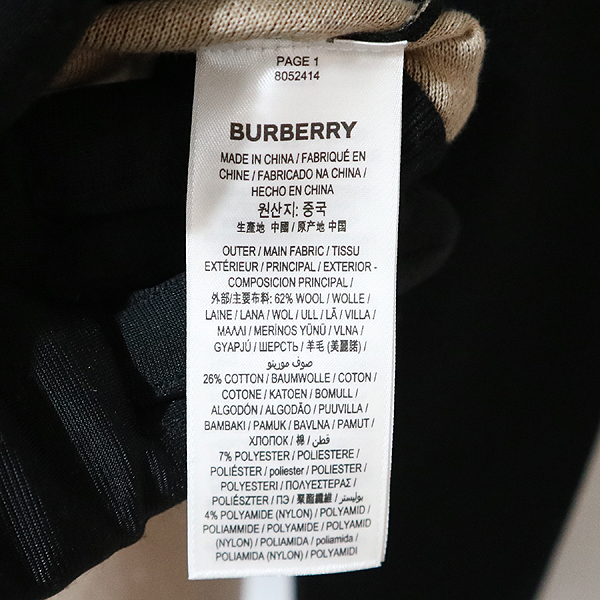 PAGE 1
8052414
BURBERRY
MADE IN CHINA / FABRIQUÉ EN
CHINE / FABRICADO NA CHINA /
HECHO EN CHINA
원산지: 중국
生產地 中國 / 原产地 中国
OUTER / MAIN FABRIC / TISSU
EXTÉRIEUR / PRINCIPAL / EXTERIOR -
COMPOSICION PRINCIPAL /
外部/主要布料: 62% WOOL / WOLLE /
LAINE / LANA / WOL / ULL / LÃ / VILLA /
ΜΑΛΛΙ / MERİNOS YÜNÜ / VLNA /
GYAPJÚ / ШЕРСТЬ / 羊毛 (美麗諾) /
صوف مورينو
26% COTTON / BAUMWOLLE / COTON /
COTONE / KATOEN / BOMULL /
ALGODÓN / ALGODÃO / PUUVILLA /
BAMBAKI / PAMUK / BAVLNA / PAMUT /
ХЛОПОК / 棉 / قطن
7% POLYESTER / POLIESTERE /
POLIÉSTER / poliester / POLIESTER /
POLYESTERI / ΠΟΛΥΕΣΤΕΡΑΣ /
POLIÉSZTER / ПЭ / 聚酯纖維 / بوليستر
4% POLYAMIDE (NYLON) / POLYAMID /
POLIAMMIDE / POLYAMIDE / POLYAMID
(NYLON) / POLIAMIDA / poliamida /
POLIAMIDA (NYLON) / POLYAMIDI